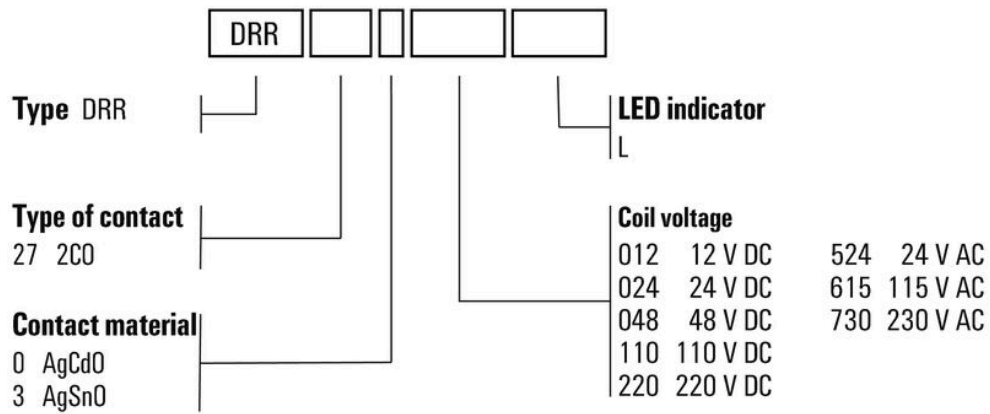 DRR
Type DRR
Type of contact
27 2CO
Contact material
0 AgCdO
3 AgSnO
LED indicator
L
Coil voltage
012 12 V DC 524 24 V AC
024 24 V DC 615 115 V AC
048 48 V DC 730 230 V AC
110 110 V DC
220 220 V DC